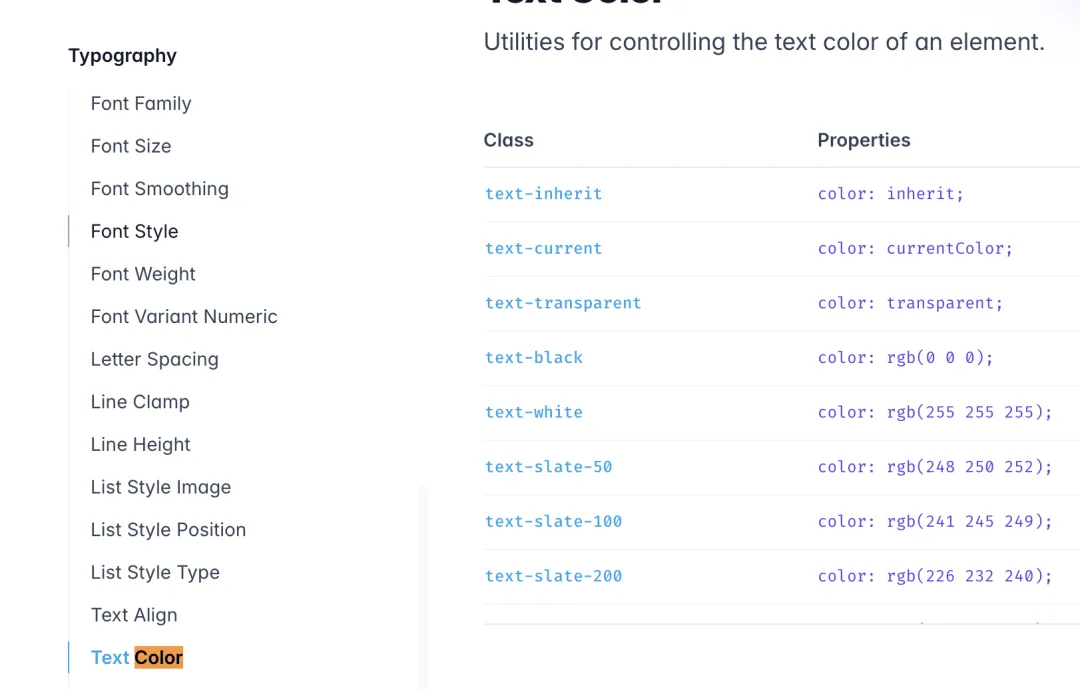 Text Color
Utilities for controlling the text color of an element.
Typography
Font Family
Font Size
Font Smoothing
Font Style
Font Weight
Font Variant Numeric
Letter Spacing
Line Clamp
Line Height
List Style Image
List Style Position
List Style Type
Text Align
Text Color
Class Properties
text-inherit color: inherit;
text-current color: currentColor;
text-transparent color: transparent;
text-black color: rgb(0 0 0);
text-white color: rgb(255 255 255);
text-slate-50 color: rgb(248 250 252);
text-slate-100 color: rgb(241 245 249);
text-slate-200 color: rgb(226 232 240);